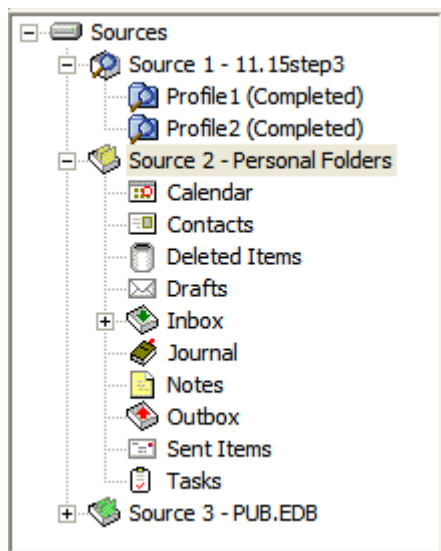 Sources
Source 1 - 11.15step3
Profile1 (Completed)
Profile2 (Completed)
Source 2 - Personal Folders
Calendar
Contacts
Deleted Items
Drafts
Inbox
Journal
Notes
Outbox
Sent Items
Tasks
Source 3 - PUB.EDB